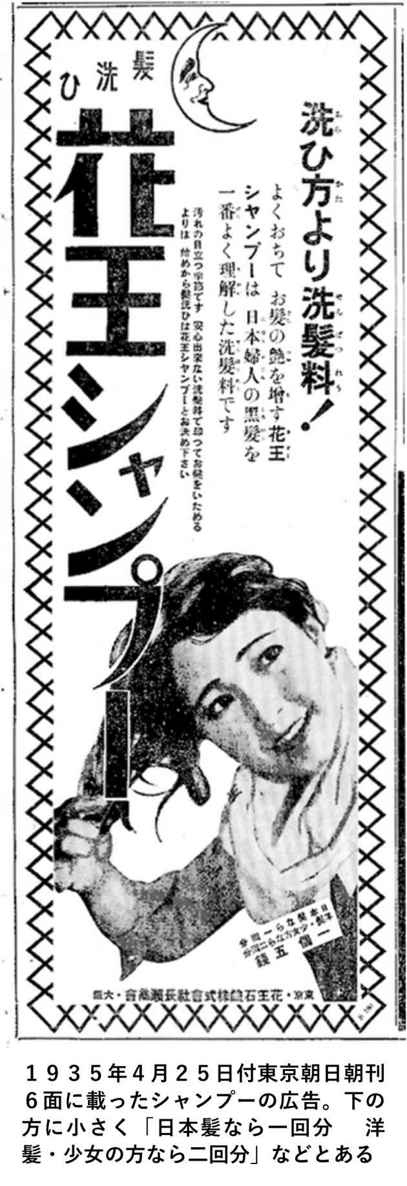 洗ひ方より洗髪料!
よくおちて お髪の艶を増す花王
シャンプーは 日本婦人の黒髪を
一番よく理解した洗髪料です
汚れの目立つ季節です 安心出来ない洗髪料で却つてお髪をいためる
よりは 始めから髪洗ひは花王シャンプーとお決め下さい
髪洗ひ
花王シャンプー
日本髪なら一回分
洋髪・少女方なら二回分
一個五錢
東京・花王石鹸株式會社長瀬商會・大阪
1935年4月25日付東京朝日朝刊
6面に載ったシャンプーの広告。下の
方に小さく「日本髪なら一回分 洋
髪・少女の方なら二回分」などとある